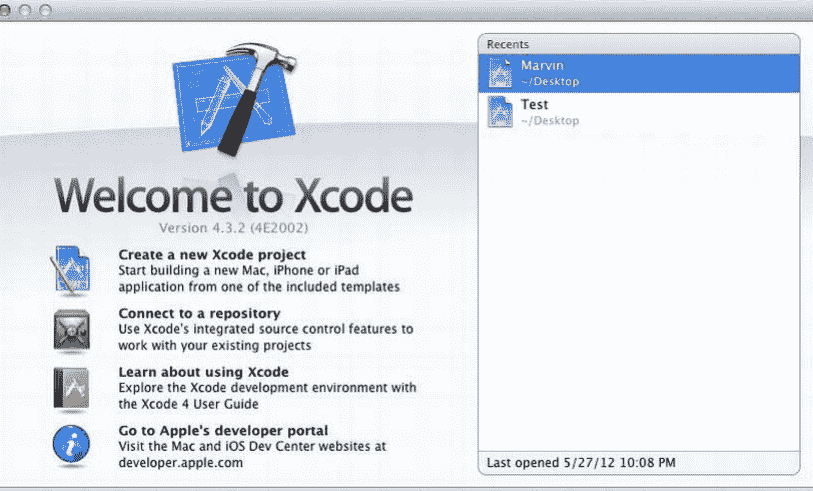 Welcome to Xcode
Version 4.3.2 (4E2002)
Create a new Xcode project
Start building a new Mac, iPhone or iPad
application from one of the included templates
Connect to a repository
Use Xcode's integrated source control features to
work with your existing projects
Learn about using Xcode
Explore the Xcode development environment with
the Xcode 4 User Guide
Go to Apple's developer portal
Visit the Mac and iOS Dev Center websites at
developer.apple.com
Recents
Marvin
~/Desktop
Test
~/Desktop
Last opened 5/27/12 10:08 PM